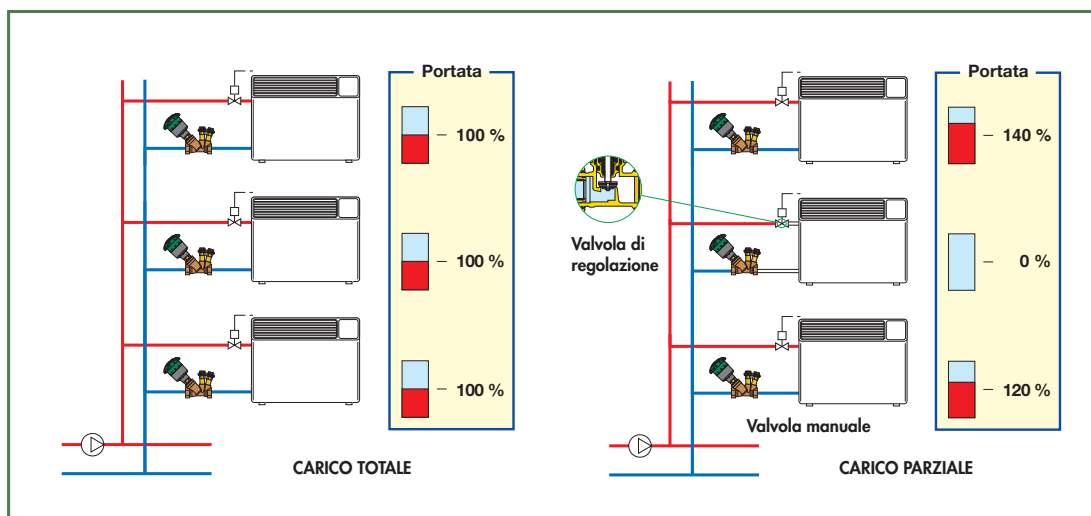 Portata
100 %
100 %
100 %
CARICO TOTALE
Portata
140 %
0 %
120 %
Valvola di
regolazione
Valvola manuale
CARICO PARZIALE